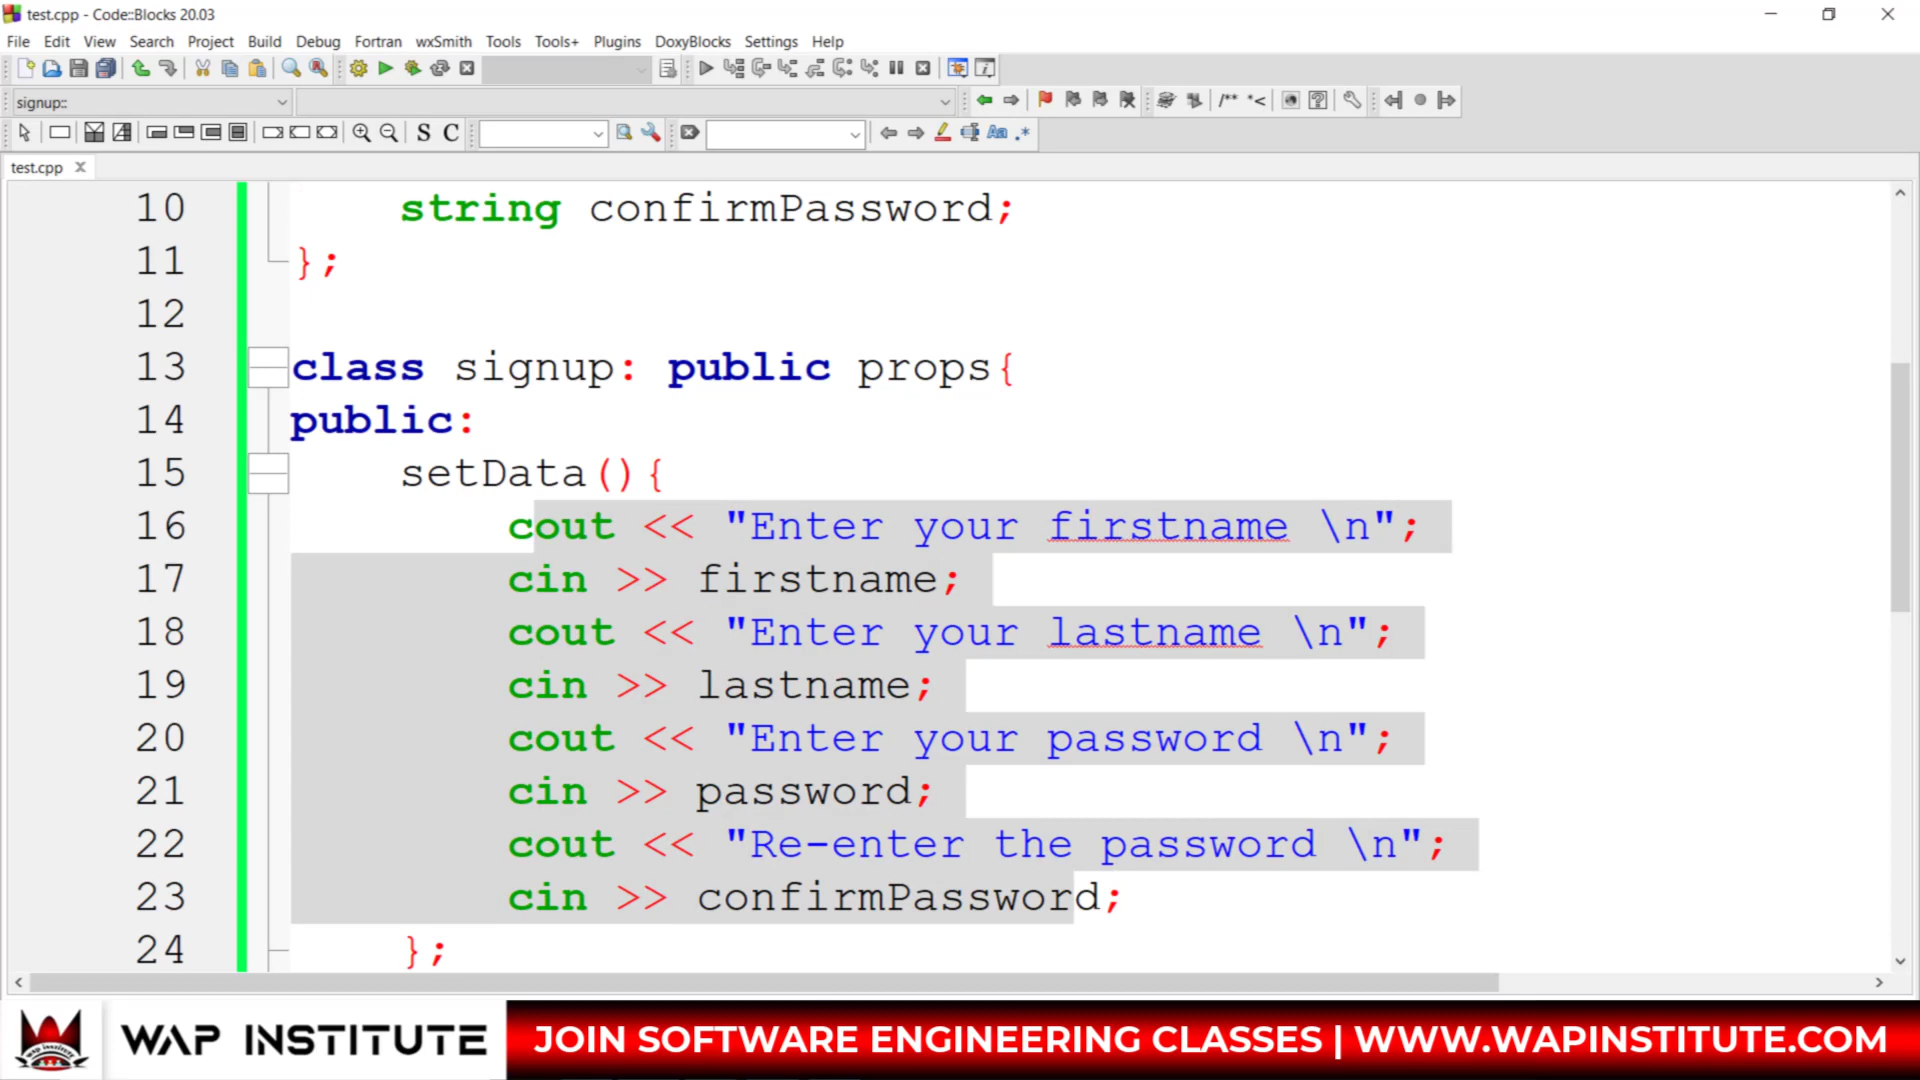 test.cpp - Code::Blocks 20.03
File Edit View Search Project Build Debug Fortran wxSmith Tools Tools+ Plugins DoxyBlocks Settings Help
signup::
/** *<
S C
Aa .*
test.cpp
10 string confirmPassword;
11 };
12
13 class signup: public props{
14 public:
15 setData(){
16 cout << "Enter your firstname \n";
17 cin >> firstname;
18 cout << "Enter your lastname \n";
19 cin >> lastname;
20 cout << "Enter your password \n";
21 cin >> password;
22 cout << "Re-enter the password \n";
23 cin >> confirmPassword;
24 };
wap institute
WAP INSTITUTE
JOIN SOFTWARE ENGINEERING CLASSES | WWW.WAPINSTITUTE.COM